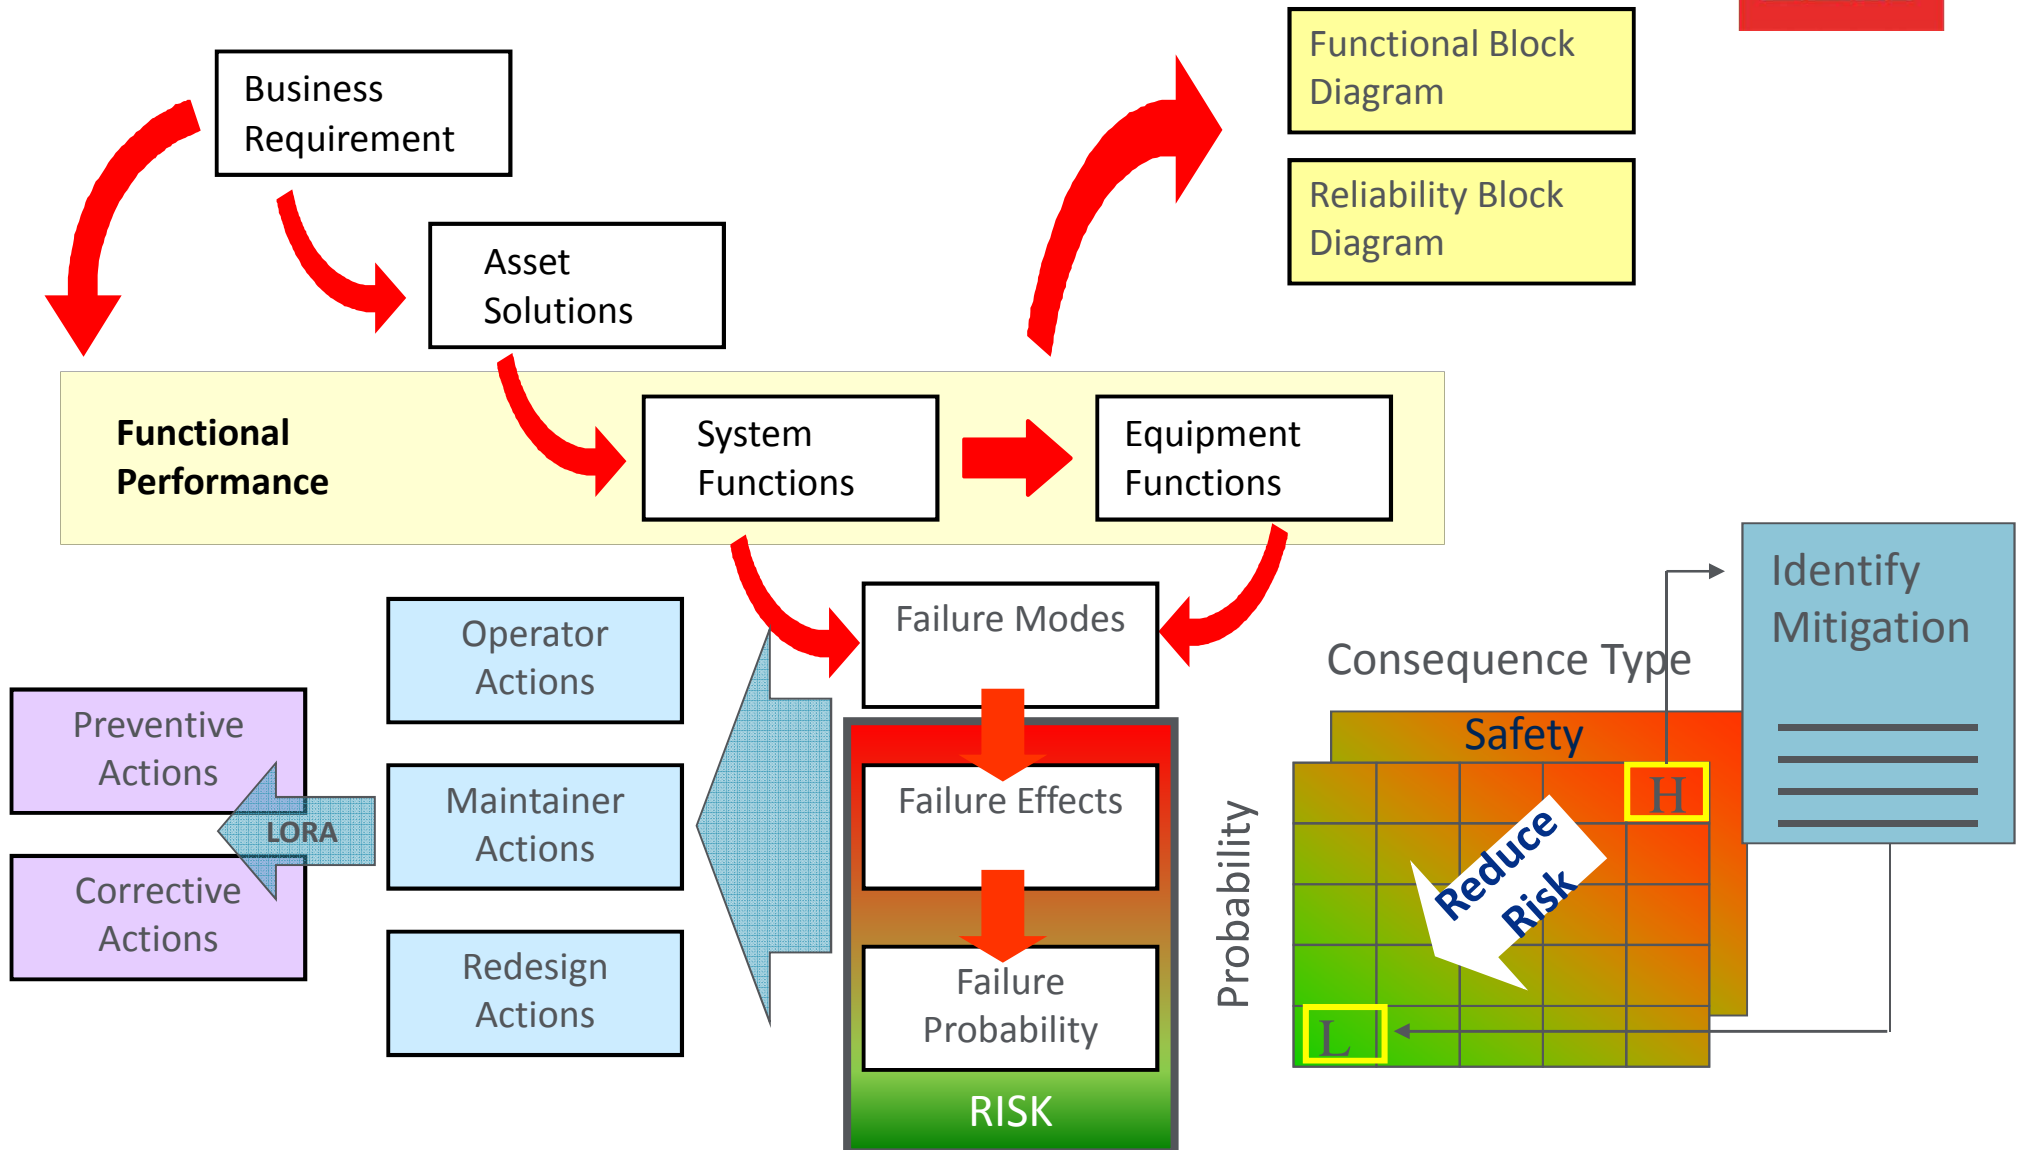 Business
Requirement
Functional Block
Diagram
Reliability Block
Diagram
Asset
Solutions
Functional
Performance
System
Functions
Equipment
Functions
Operator
Actions
Maintainer
Actions
Redesign
Actions
Preventive
Actions
LORA
Corrective
Actions
Failure Modes
Failure Effects
Failure
Probability
RISK
Consequence Type
Safety
Probability
H
Reduce
Risk
L
Identify
Mitigation